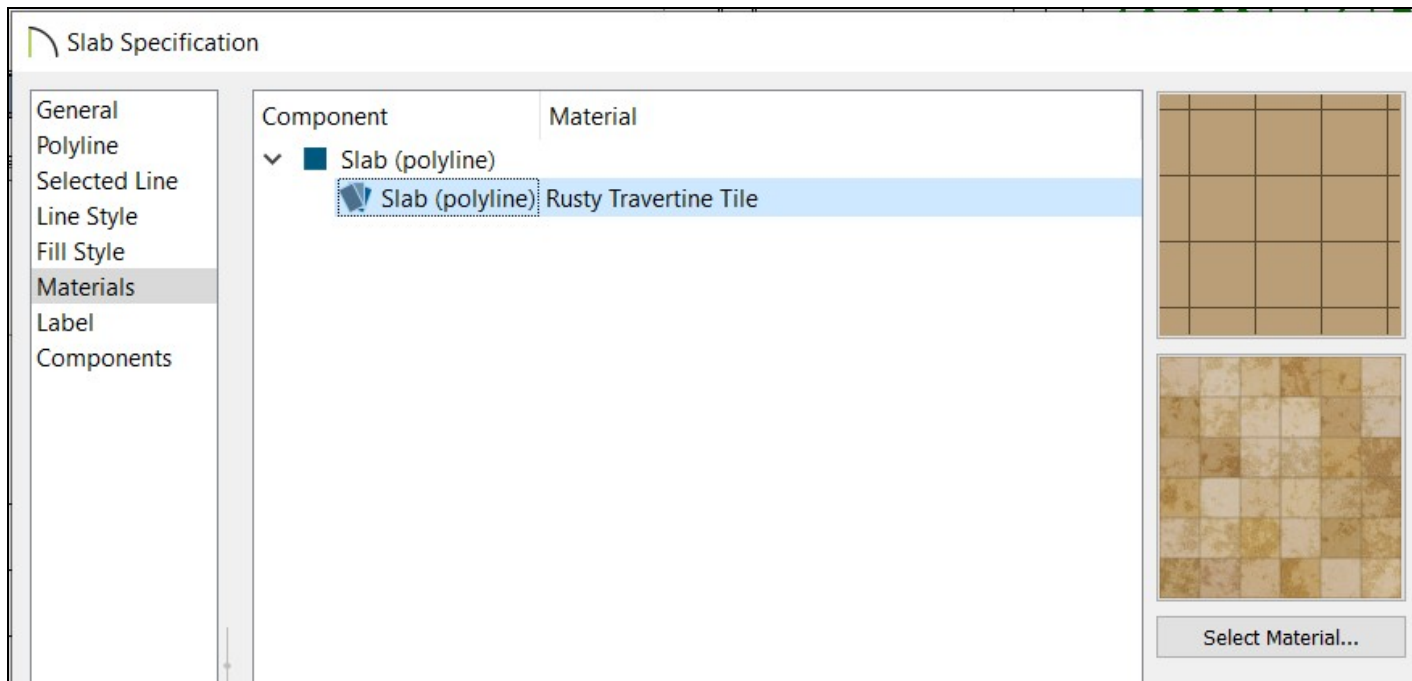 Slab Specification
General
Polyline
Selected Line
Line Style
Fill Style
Materials
Label
Components
Component Material
Slab (polyline)
Slab (polyline) Rusty Travertine Tile
Select Material...